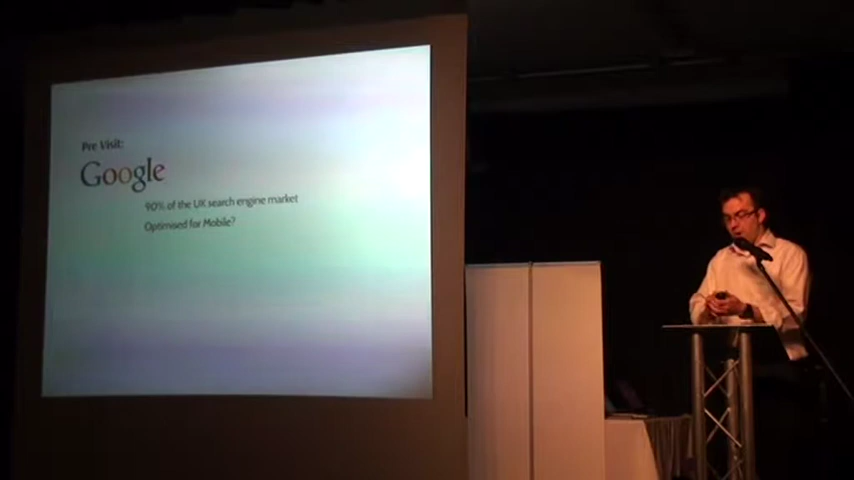 Pre Visit:
Google
90% of the UK search engine market
Optimised for Mobile?